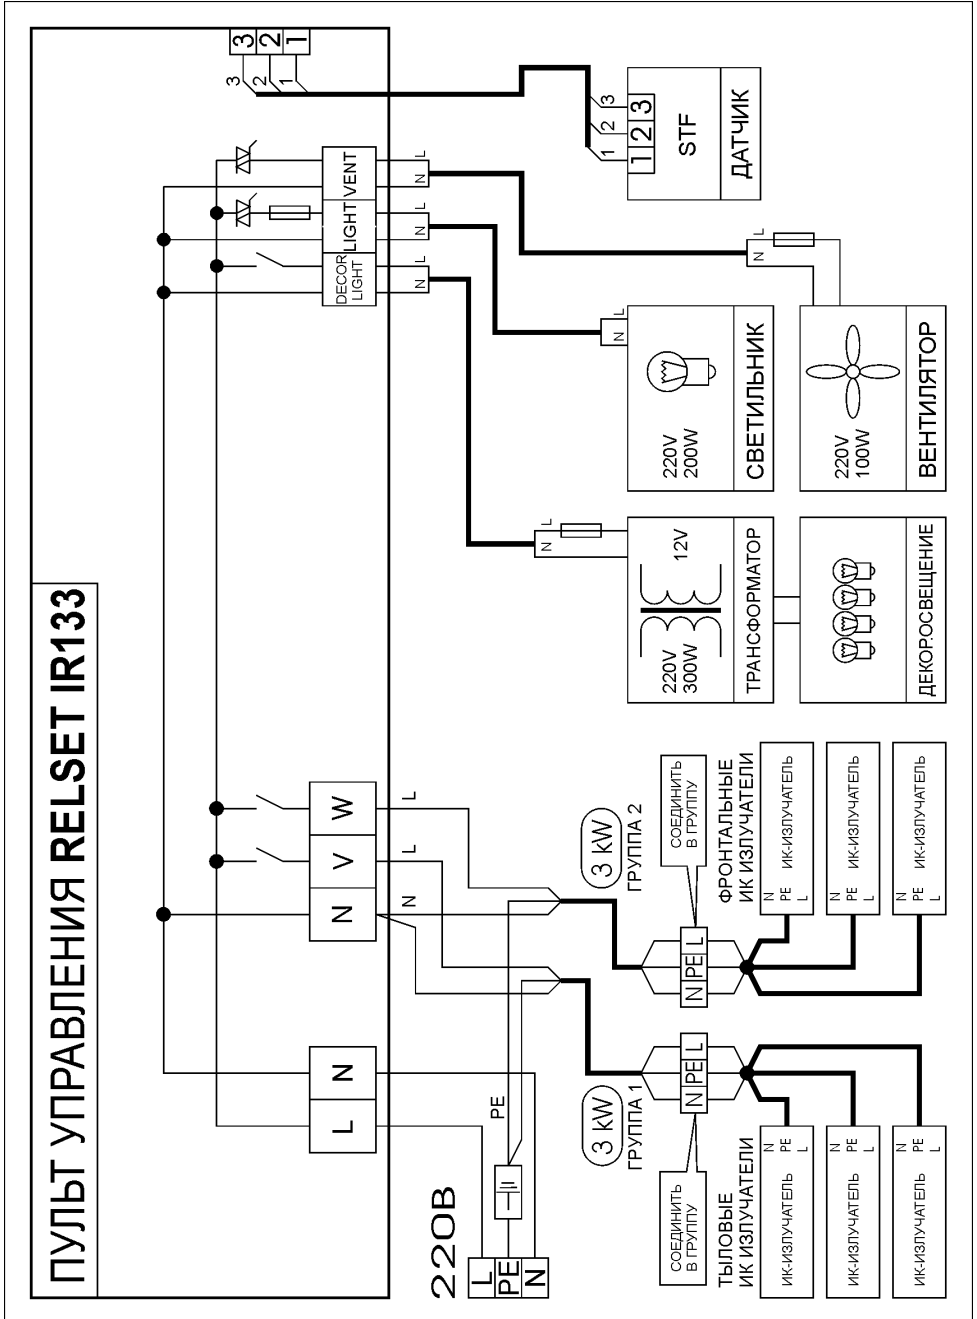 ПУЛЬТ УПРАВЛЕНИЯ RELSET IR133
L
N
N
V
W
DECOR
LIGHT
LIGHT
VENT
1
2
3
1
2
3
N
L
L
N
L
N
L
N
L
220В
L
PE
N
PE
3 kW
ГРУППА 1
3 kW
ГРУППА 2
СОЕДИНИТЬ
В ГРУППУ
N
PE
L
N
PE
L
СОЕДИНИТЬ
В ГРУППУ
ТЫЛОВЫЕ
ИК ИЗЛУЧАТЕЛИ
ФРОНТАЛЬНЫЕ
ИК ИЗЛУЧАТЕЛИ
ИК-ИЗЛУЧАТЕЛЬ
N
PE
L
ИК-ИЗЛУЧАТЕЛЬ
N
PE
L
ИК-ИЗЛУЧАТЕЛЬ
N
PE
L
N
PE
L
ИК-ИЗЛУЧАТЕЛЬ
N
PE
L
ИК-ИЗЛУЧАТЕЛЬ
N
PE
L
ИК-ИЗЛУЧАТЕЛЬ
N
L
220V
300W
12V
ТРАНСФОРМАТОР
ДЕКОР.ОСВЕЩЕНИЕ
N
L
220V
200W
СВЕТИЛЬНИК
N
L
220V
100W
ВЕНТИЛЯТОР
1
2
3
1
2
3
STF
ДАТЧИК